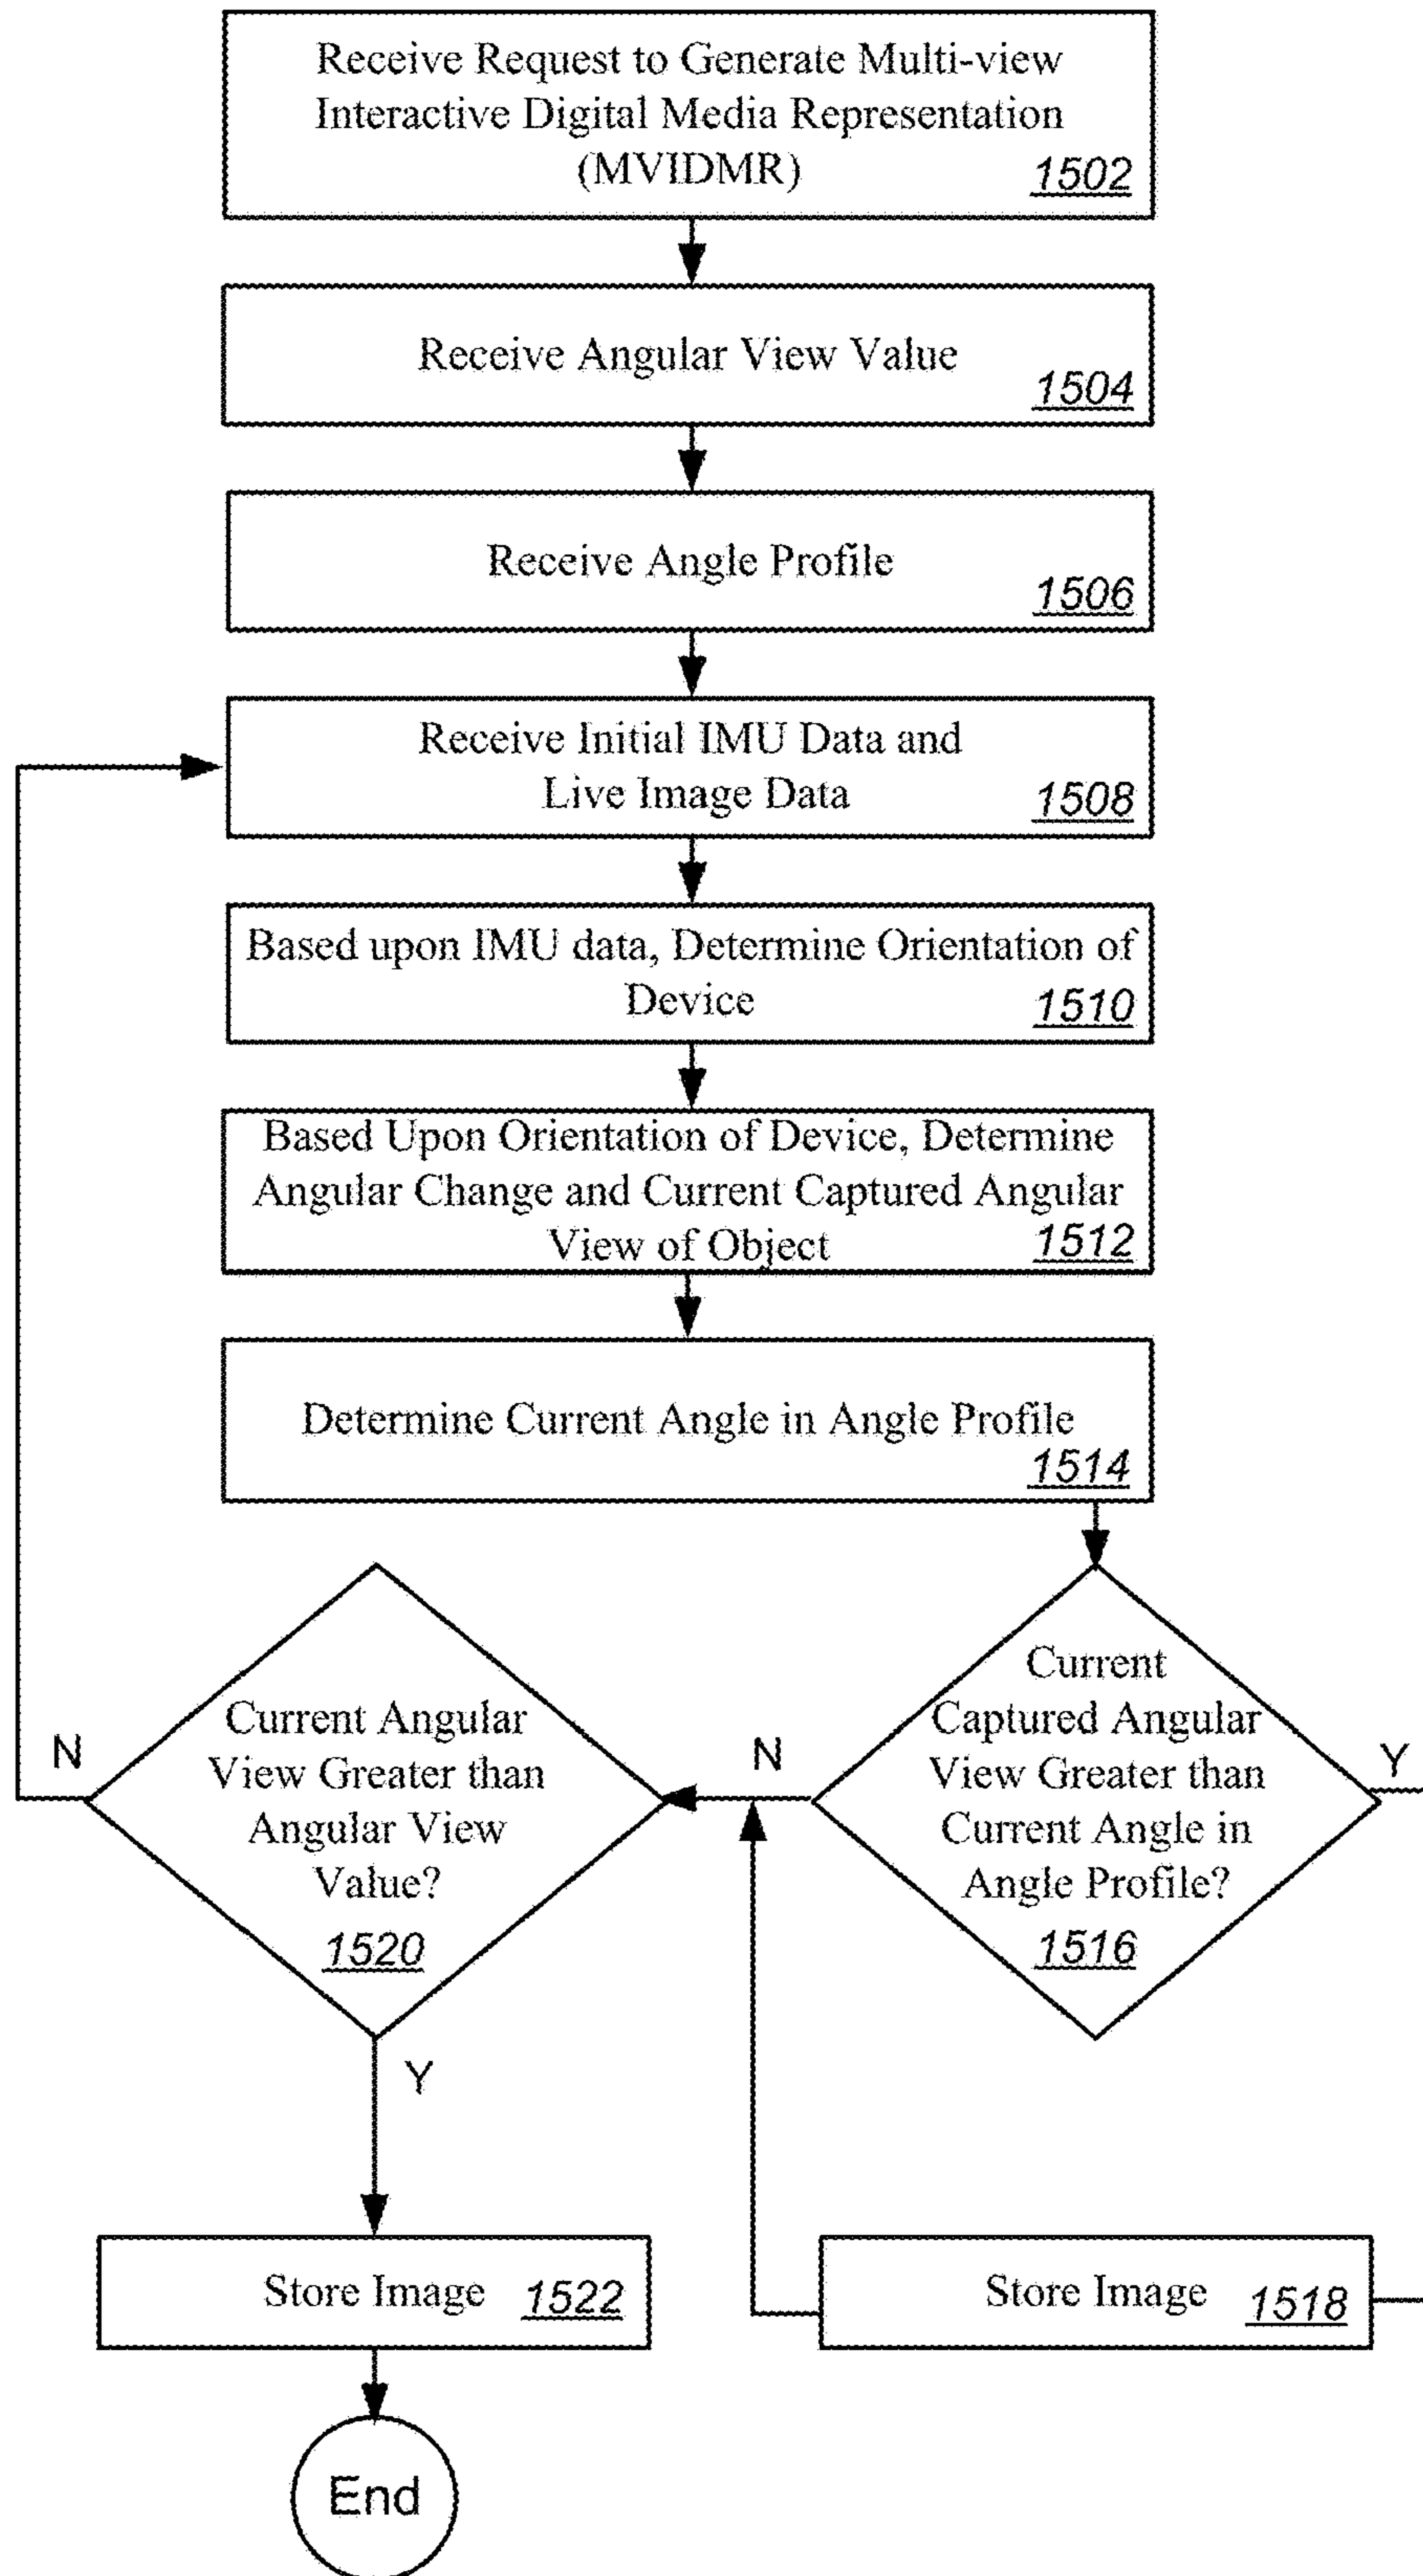 Receive Request to Generate Multi-view
Interactive Digital Media Representation
(MVIDMR) 1502
Receive Angular View Value
1504
Receive Angle Profile
1506
Receive Initial IMU Data and
Live Image Data 1508
Based upon IMU data, Determine Orientation of
Device 1510
Based Upon Orientation of Device, Determine
Angular Change and Current Captured Angular
View of Object 1512
Determine Current Angle in Angle Profile
1514
Current
Captured Angular
View Greater than
Current Angle in
Angle Profile?
1516
Y
N
Current Angular
View Greater than
Angular View
Value?
1520
N
Y
Store Image 1522
Store Image 1518
End